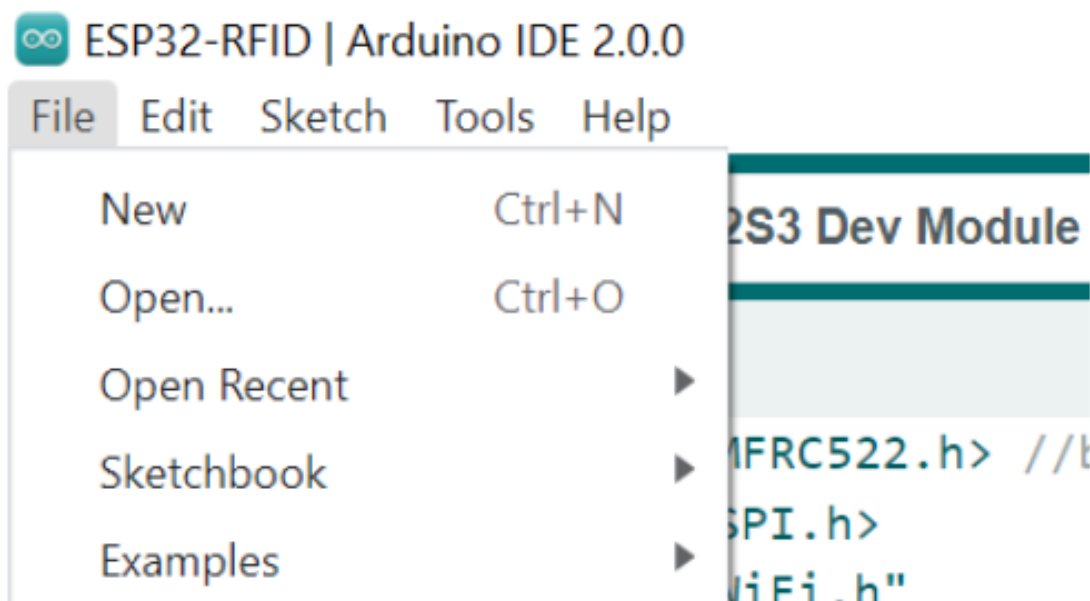 ESP32-RFID | Arduino IDE 2.0.0
File Edit Sketch Tools Help
New Ctrl+N
2S3 Dev Module
Open... Ctrl+O
Open Recent
Sketchbook
MFRC522.h> //b
SPI.h>
Examples
WiFi.h"